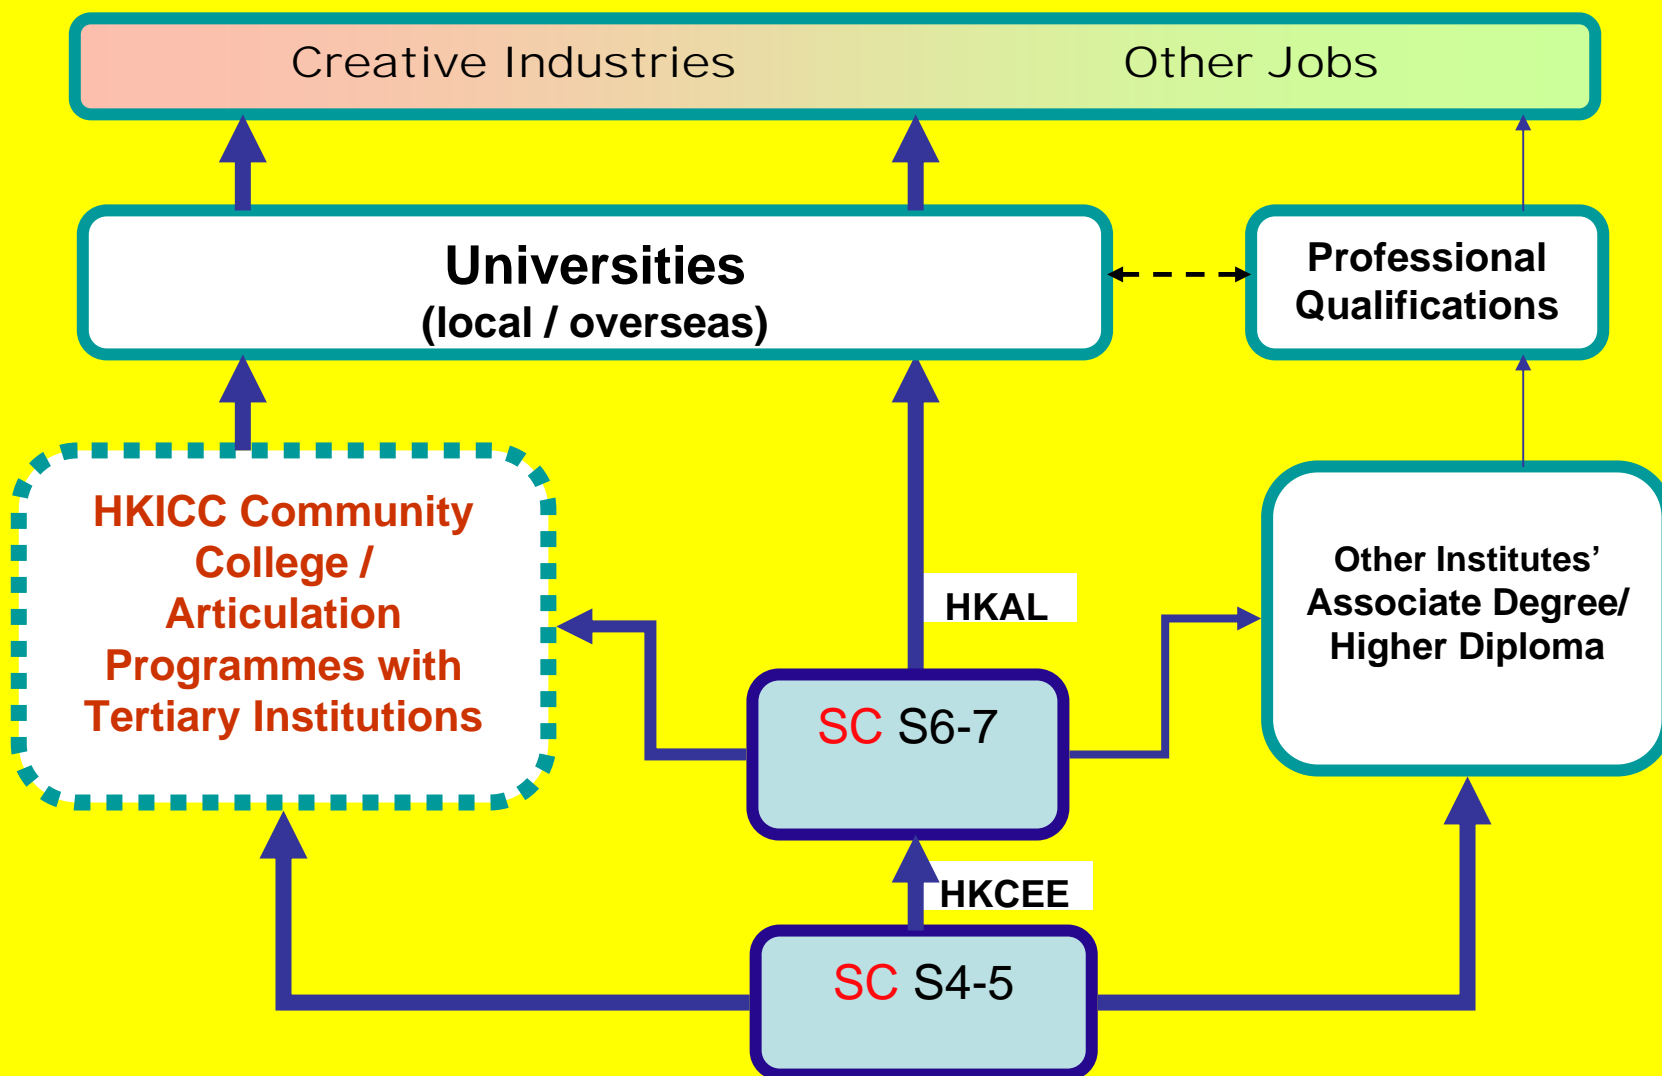 Creative Industries
Other Jobs
Universities
(local / overseas)
Professional
Qualifications
HKICC Community
College /
Articulation
Programmes with
Tertiary Institutions
HKAL
Other Institutes’
Associate Degree/
Higher Diploma
SC S6-7
HKCEE
SC S4-5